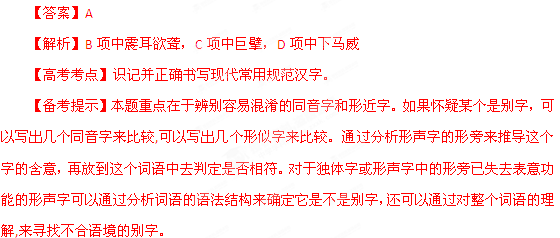 【答案】A
【解析】B 项中震耳欲聋，C 项中巨擘，D 项中下马威
【高考考点】识记并正确书写现代常用规范汉字。
【备考提示】本题重点在于辨别容易混淆的同音字和形近字。如果怀疑某个是别字，可
以写出几个同音字来比较,可以写出几个形似字来比较。通过分析形声字的形旁来推导这个
字的含意，再放到这个词语中去判定是否相符。对于独体字或形声字中的形旁已失去表意功
能的形声字可以通过分析词语的语法结构来确定它是不是别字，还可以通过对整个词语的理
解,来寻找不合语境的别字。